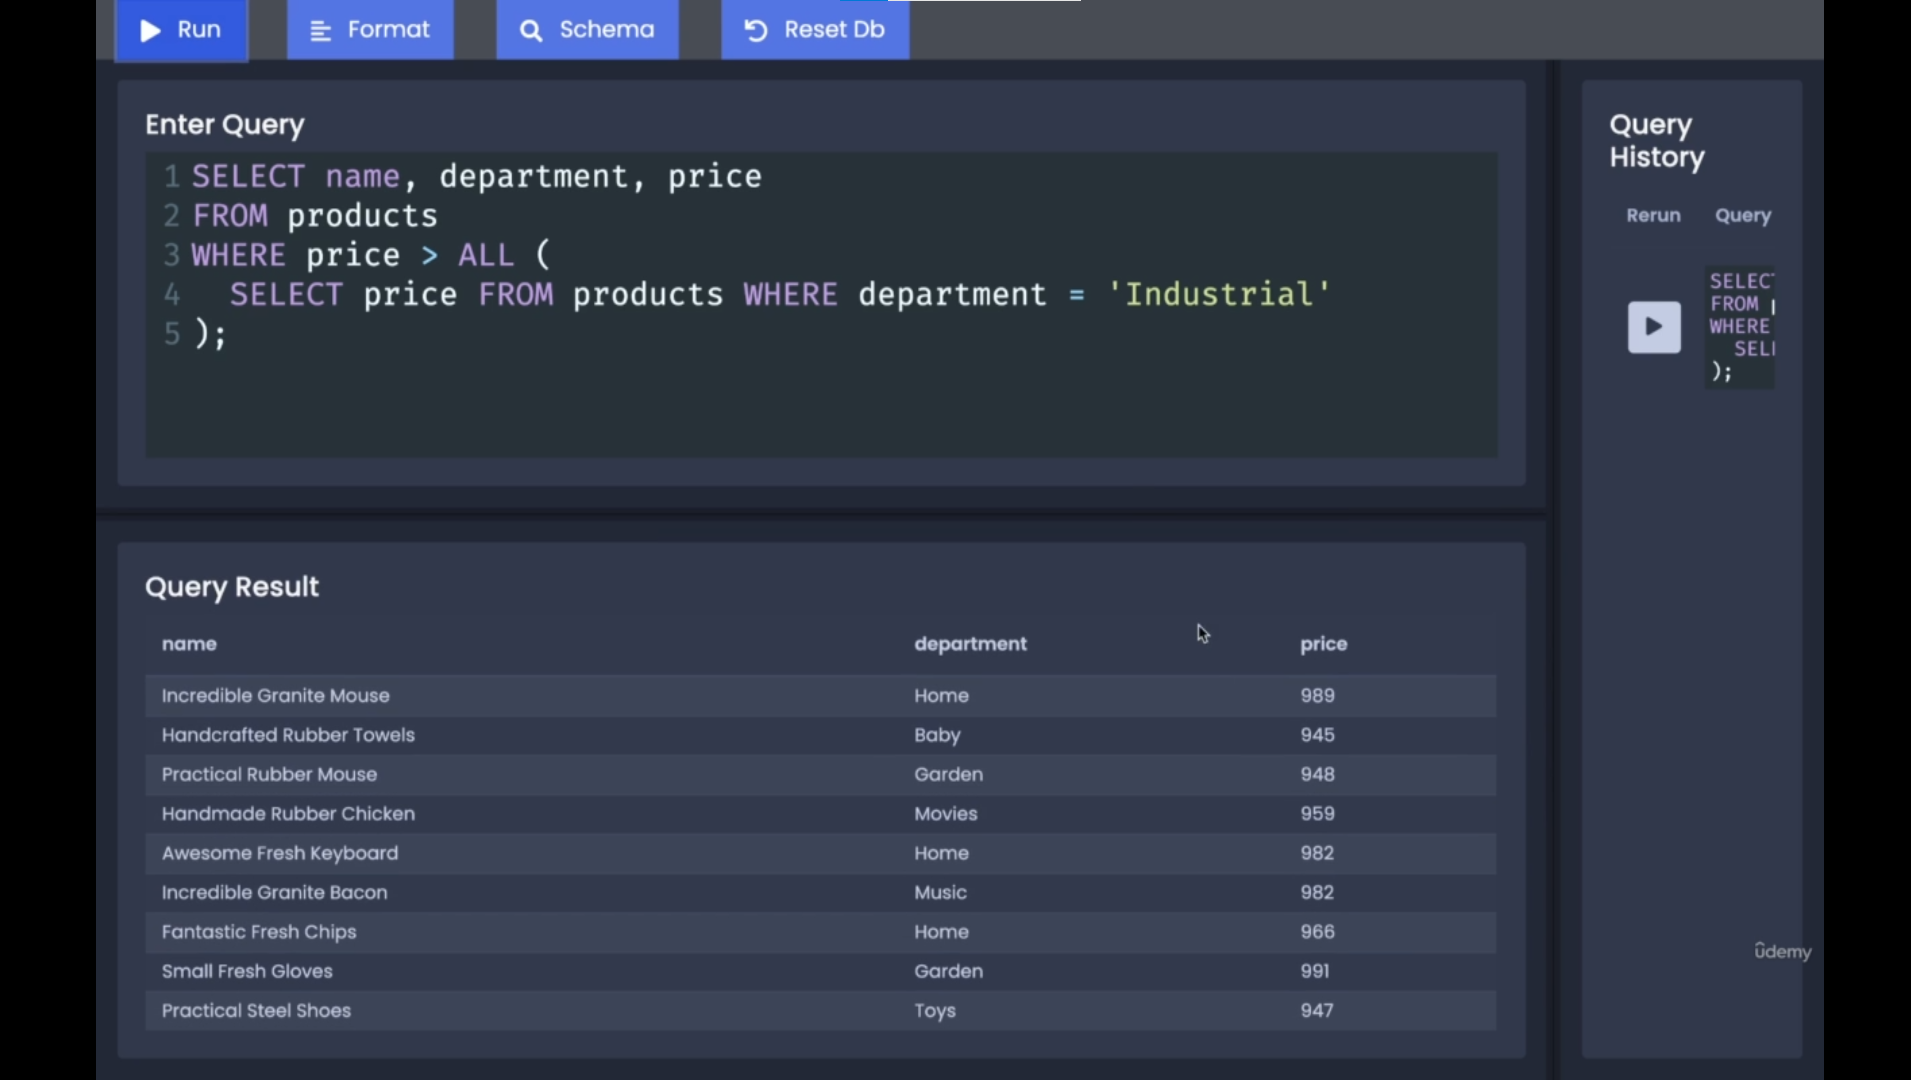 Run Format Schema Reset Db
Enter Query
1 SELECT name, department, price
2 FROM products
3 WHERE price > ALL (
4 SELECT price FROM products WHERE department = 'Industrial'
5 );
Query Result
name department price
Incredible Granite Mouse Home 989
Handcrafted Rubber Towels Baby 945
Practical Rubber Mouse Garden 948
Handmade Rubber Chicken Movies 959
Awesome Fresh Keyboard Home 982
Incredible Granite Bacon Music 982
Fantastic Fresh Chips Home 966
Small Fresh Gloves Garden 991
Practical Steel Shoes Toys 947
Query
History
Rerun Query
SELEC
FROM
WHERE
SEL
);
ûdemy